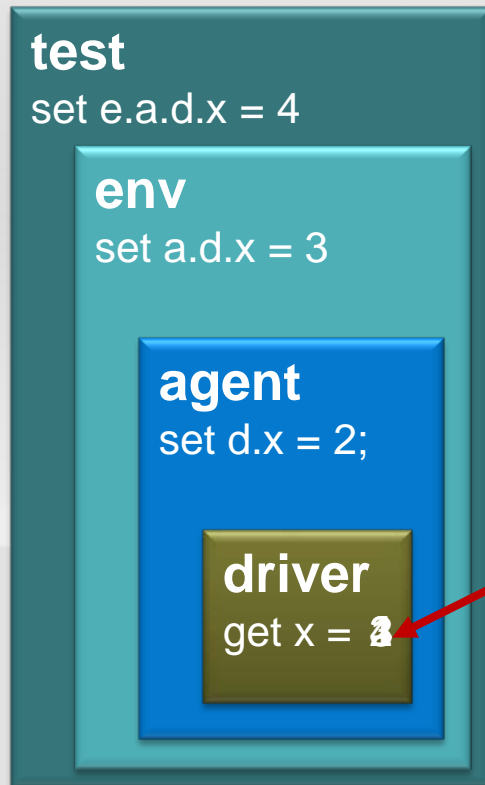 test
set e.a.d.x = 4
env
set a.d.x = 3
agent
set d.x = 2;
driver
get x =